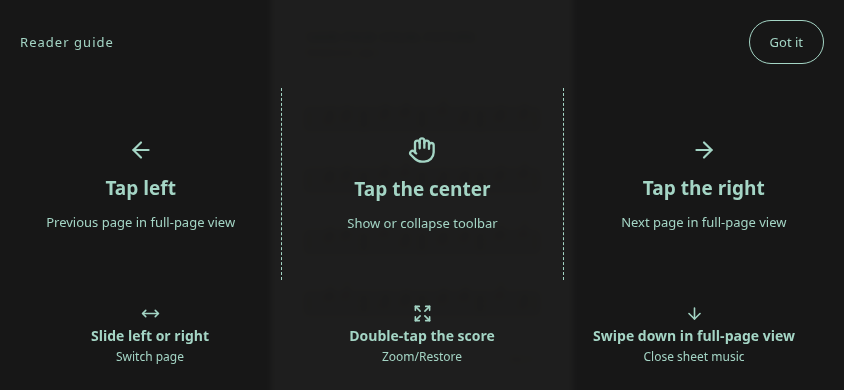 Reader guide
Got it
Tap left
Previous page in full-page view
Tap the center
Show or collapse toolbar
Tap the right
Next page in full-page view
Slide left or right
Switch page
Double-tap the score
Zoom/Restore
Swipe down in full-page view
Close sheet music